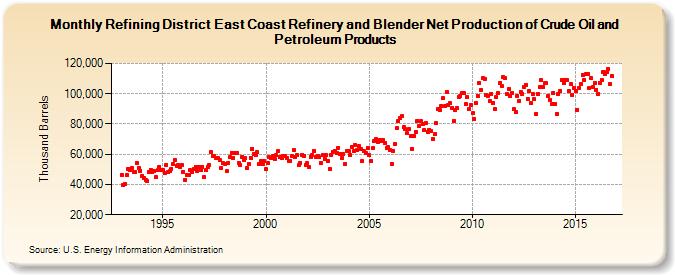 Monthly Refining District East Coast Refinery and Blender Net Production of Crude Oil and
Petroleum Products
Thousand Barrels
120,000
100,000
80,000
60,000
40,000
20,000
1995
2000
2005
2010
2015
Source: U.S. Energy Information Administration